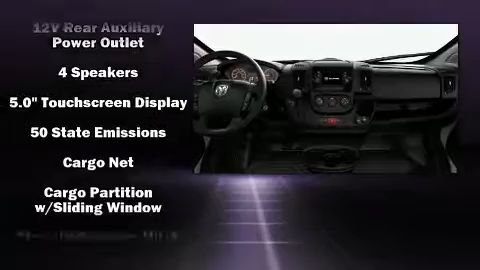 12V Rear Auxiliary
Power Outlet
4 Speakers
5.0" Touchscreen Display
50 State Emissions
Cargo Net
Cargo Partition
w/Sliding Window